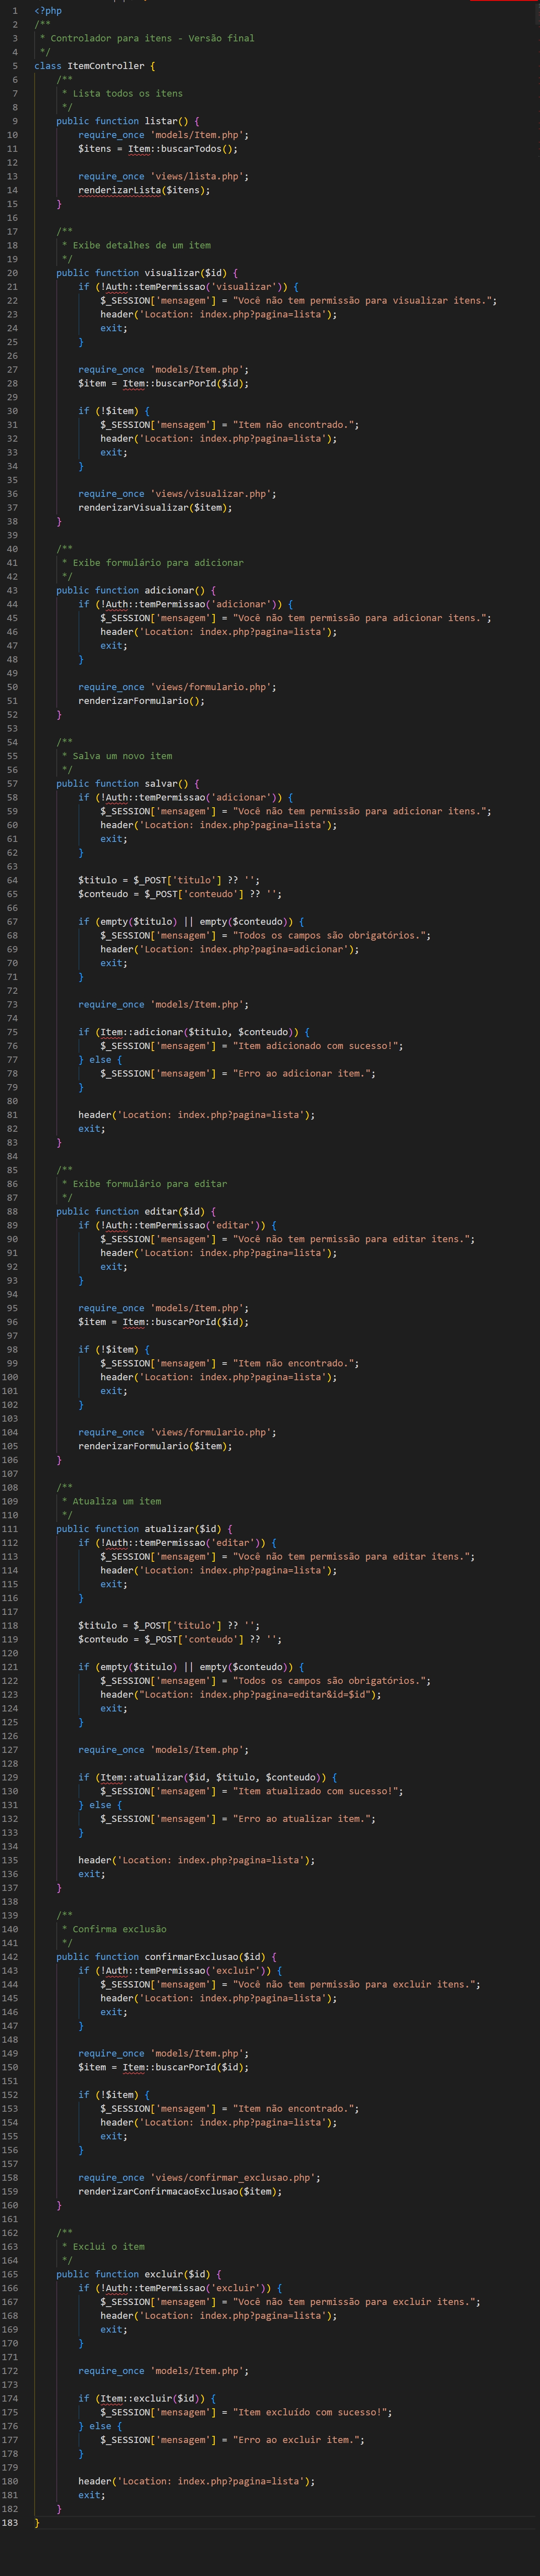 1 <?php
2 /**
3  * Controlador para itens - Versão final
4  */
5 class ItemController {
6     /**
7      * Lista todos os itens
8      */
9     public function listar() {
10         require_once 'models/Item.php';
11         $itens = Item::buscarTodos();
12
13         require_once 'views/lista.php';
14         renderizarLista($itens);
15     }
16
17     /**
18      * Exibe detalhes de um item
19      */
20     public function visualizar($id) {
21         if (!Auth::temPermissao('visualizar')) {
22             $_SESSION['mensagem'] = "Você não tem permissão para visualizar itens.";
23             header('Location: index.php?pagina=lista');
24             exit;
25         }
26
27         require_once 'models/Item.php';
28         $item = Item::buscarPorId($id);
29
30         if (!$item) {
31             $_SESSION['mensagem'] = "Item não encontrado.";
32             header('Location: index.php?pagina=lista');
33             exit;
34         }
35
36         require_once 'views/visualizar.php';
37         renderizarVisualizar($item);
38     }
39
40     /**
41      * Exibe formulário para adicionar
42      */
43     public function adicionar() {
44         if (!Auth::temPermissao('adicionar')) {
45             $_SESSION['mensagem'] = "Você não tem permissão para adicionar itens.";
46             header('Location: index.php?pagina=lista');
47             exit;
48         }
49
50         require_once 'views/formulario.php';
51         renderizarFormulario();
52     }
53
54     /**
55      * Salva um novo item
56      */
57     public function salvar() {
58         if (!Auth::temPermissao('adicionar')) {
59             $_SESSION['mensagem'] = "Você não tem permissão para adicionar itens.";
60             header('Location: index.php?pagina=lista');
61             exit;
62         }
63
64         $titulo = $_POST['titulo'] ?? '';
65         $conteudo = $_POST['conteudo'] ?? '';
66
67         if (empty($titulo) || empty($conteudo)) {
68             $_SESSION['mensagem'] = "Todos os campos são obrigatórios.";
69             header('Location: index.php?pagina=adicionar');
70             exit;
71         }
72
73         require_once 'models/Item.php';
74
75         if (Item::adicionar($titulo, $conteudo)) {
76             $_SESSION['mensagem'] = "Item adicionado com sucesso!";
77         } else {
78             $_SESSION['mensagem'] = "Erro ao adicionar item.";
79         }
80
81         header('Location: index.php?pagina=lista');
82         exit;
83     }
84
85     /**
86      * Exibe formulário para editar
87      */
88     public function editar($id) {
89         if (!Auth::temPermissao('editar')) {
90             $_SESSION['mensagem'] = "Você não tem permissão para editar itens.";
91             header('Location: index.php?pagina=lista');
92             exit;
93         }
94
95         require_once 'models/Item.php';
96         $item = Item::buscarPorId($id);
97
98         if (!$item) {
99             $_SESSION['mensagem'] = "Item não encontrado.";
100             header('Location: index.php?pagina=lista');
101             exit;
102         }
103
104         require_once 'views/formulario.php';
105         renderizarFormulario($item);
106     }
107
108     /**
109      * Atualiza um item
110      */
111     public function atualizar($id) {
112         if (!Auth::temPermissao('editar')) {
113             $_SESSION['mensagem'] = "Você não tem permissão para editar itens.";
114             header('Location: index.php?pagina=lista');
115             exit;
116         }
117
118         $titulo = $_POST['titulo'] ?? '';
119         $conteudo = $_POST['conteudo'] ?? '';
120
121         if (empty($titulo) || empty($conteudo)) {
122             $_SESSION['mensagem'] = "Todos os campos são obrigatórios.";
123             header("Location: index.php?pagina=editar&id=$id");
124             exit;
125         }
126
127         require_once 'models/Item.php';
128
129         if (Item::atualizar($id, $titulo, $conteudo)) {
130             $_SESSION['mensagem'] = "Item atualizado com sucesso!";
131         } else {
132             $_SESSION['mensagem'] = "Erro ao atualizar item.";
133         }
134
135         header('Location: index.php?pagina=lista');
136         exit;
137     }
138
139     /**
140      * Confirma exclusão
141      */
142     public function confirmarExclusao($id) {
143         if (!Auth::temPermissao('excluir')) {
144             $_SESSION['mensagem'] = "Você não tem permissão para excluir itens.";
145             header('Location: index.php?pagina=lista');
146             exit;
147         }
148
149         require_once 'models/Item.php';
150         $item = Item::buscarPorId($id);
151
152         if (!$item) {
153             $_SESSION['mensagem'] = "Item não encontrado.";
154             header('Location: index.php?pagina=lista');
155             exit;
156         }
157
158         require_once 'views/confirmar_exclusao.php';
159         renderizarConfirmacaoExclusao($item);
160     }
161
162     /**
163      * Exclui o item
164      */
165     public function excluir($id) {
166         if (!Auth::temPermissao('excluir')) {
167             $_SESSION['mensagem'] = "Você não tem permissão para excluir itens.";
168             header('Location: index.php?pagina=lista');
169             exit;
170         }
171
172         require_once 'models/Item.php';
173
174         if (Item::excluir($id)) {
175             $_SESSION['mensagem'] = "Item excluído com sucesso!";
176         } else {
177             $_SESSION['mensagem'] = "Erro ao excluir item.";
178         }
179
180         header('Location: index.php?pagina=lista');
181         exit;
182     }
183 }